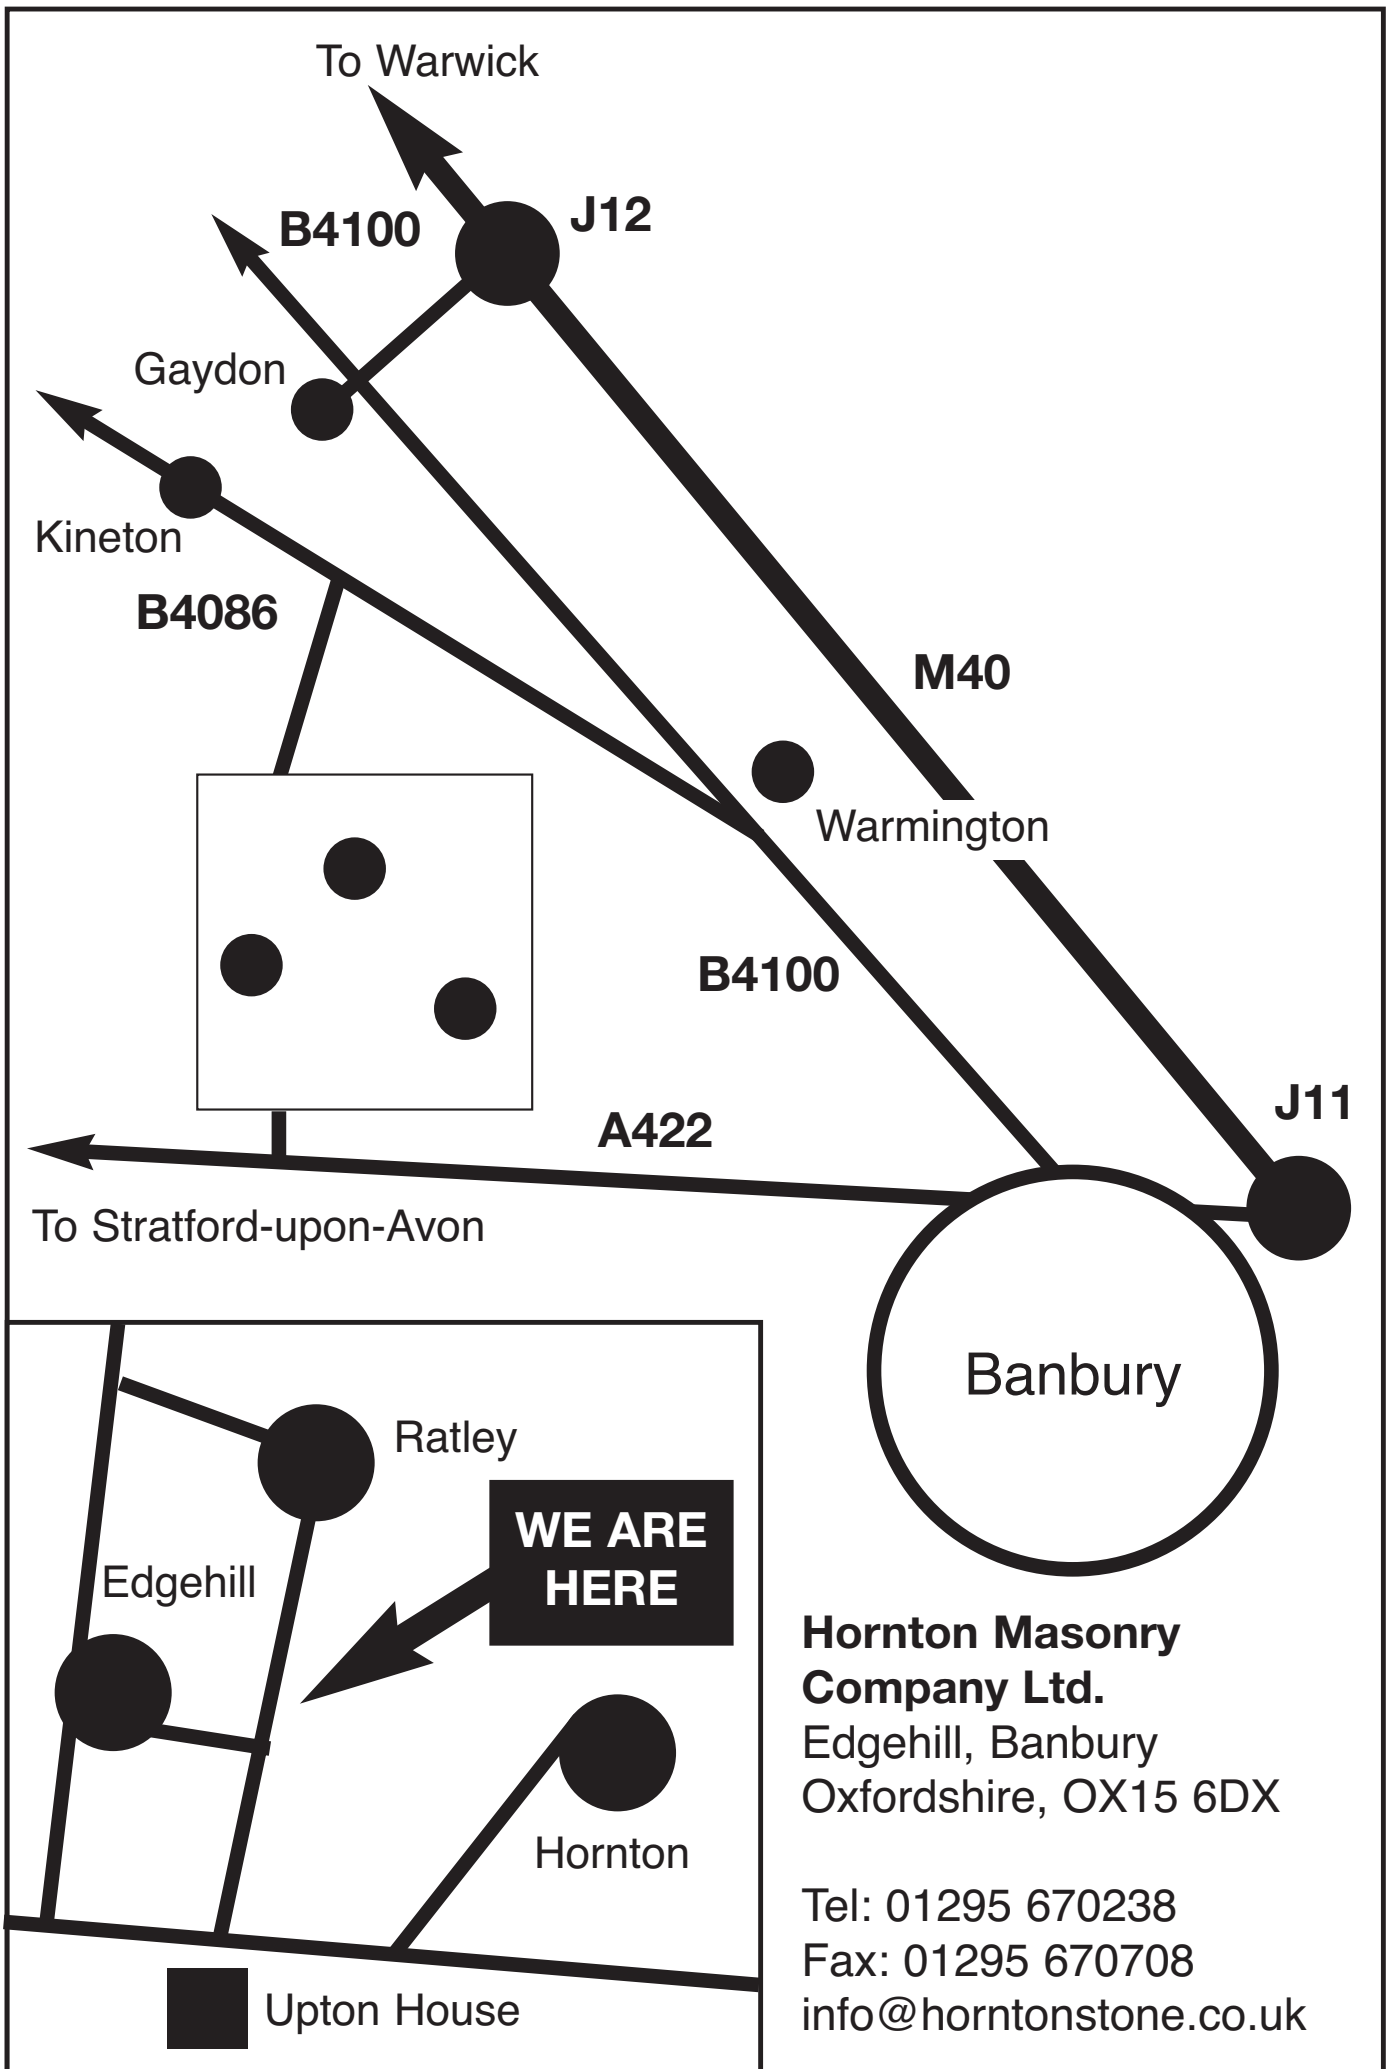 To Warwick
B4100
J12
Gaydon
Kineton
B4086
M40
Warmington
B4100
J11
A422
To Stratford-upon-Avon
Banbury
Ratley
WE ARE
HERE
Edgehill
Hornton
Upton House
Hornton Masonry
Company Ltd.
Edgehill, Banbury
Oxfordshire, OX15 6DX
Tel: 01295 670238
Fax: 01295 670708
info@horntonstone.co.uk